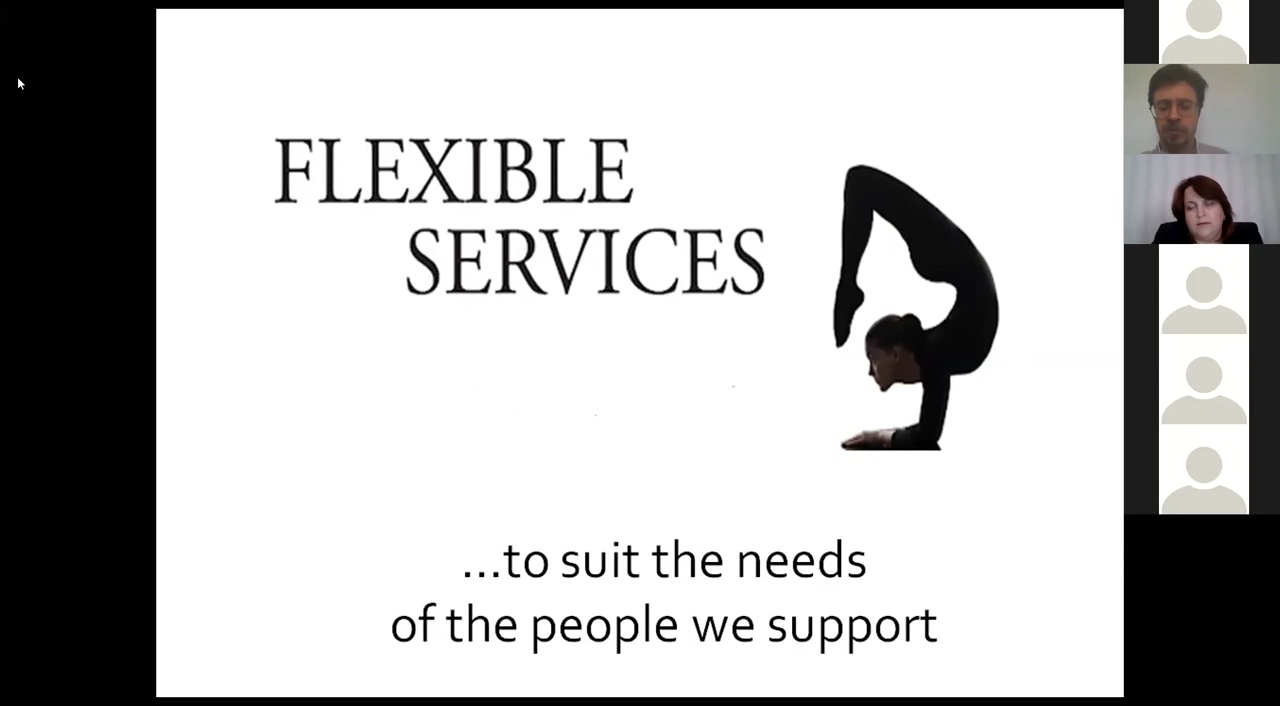 FLEXIBLE
SERVICES
...to suit the needs
of the people we support